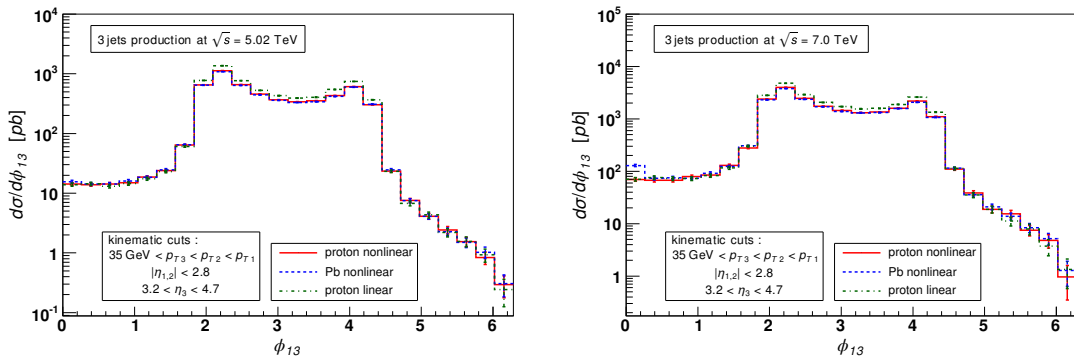 3 jets production at √s = 5.02 TeV
dσ/dϕ13 [pb]
10^4
10^3
10^2
10
1
10^-1
kinematic cuts :
35 GeV < pT3 < pT2 < pT1
|η1,2| < 2.8
3.2 < η3 < 4.7
proton nonlinear
Pb nonlinear
proton linear
0 1 2 3 4 5 6
ϕ13
3 jets production at √s = 7.0 TeV
dσ/dϕ13 [pb]
10^5
10^4
10^3
10^2
10
1
kinematic cuts :
35 GeV < pT3 < pT2 < pT1
|η1,2| < 2.8
3.2 < η3 < 4.7
proton nonlinear
Pb nonlinear
proton linear
0 1 2 3 4 5 6
ϕ13